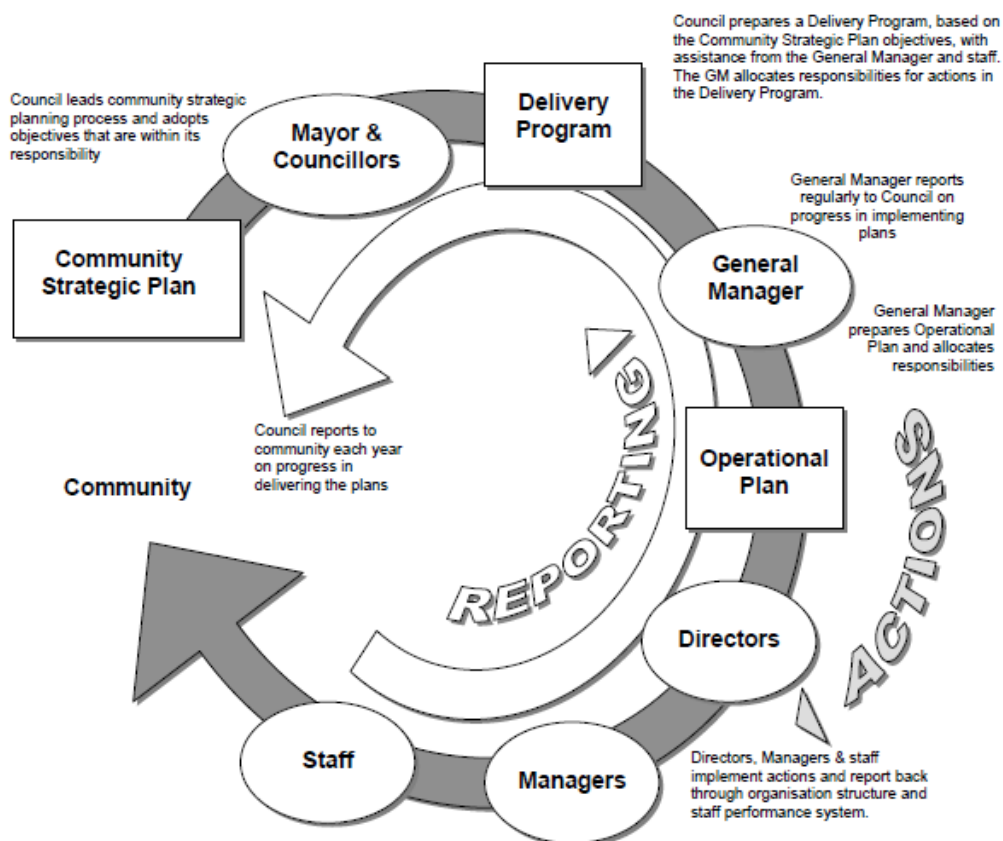 Council prepares a Delivery Program, based on
the Community Strategic Plan objectives, with
assistance from the General Manager and staff.
The GM allocates responsibilities for actions in
the Delivery Program.
Council leads community strategic
planning process and adopts
objectives that are within its
responsibility
Mayor &
Councillors
Delivery
Program
General Manager reports
regularly to Council on
progress in implementing
plans
Community
Strategic Plan
General
Manager
General Manager
prepares Operational
Plan and allocates
responsibilities
Council reports to
community each year
on progress in
delivering the plans
REPORTING
Operational
Plan
ACTIONS
Community
Directors
Staff
Managers
Directors, Managers & staff
implement actions and report back
through organisation structure and
staff performance system.